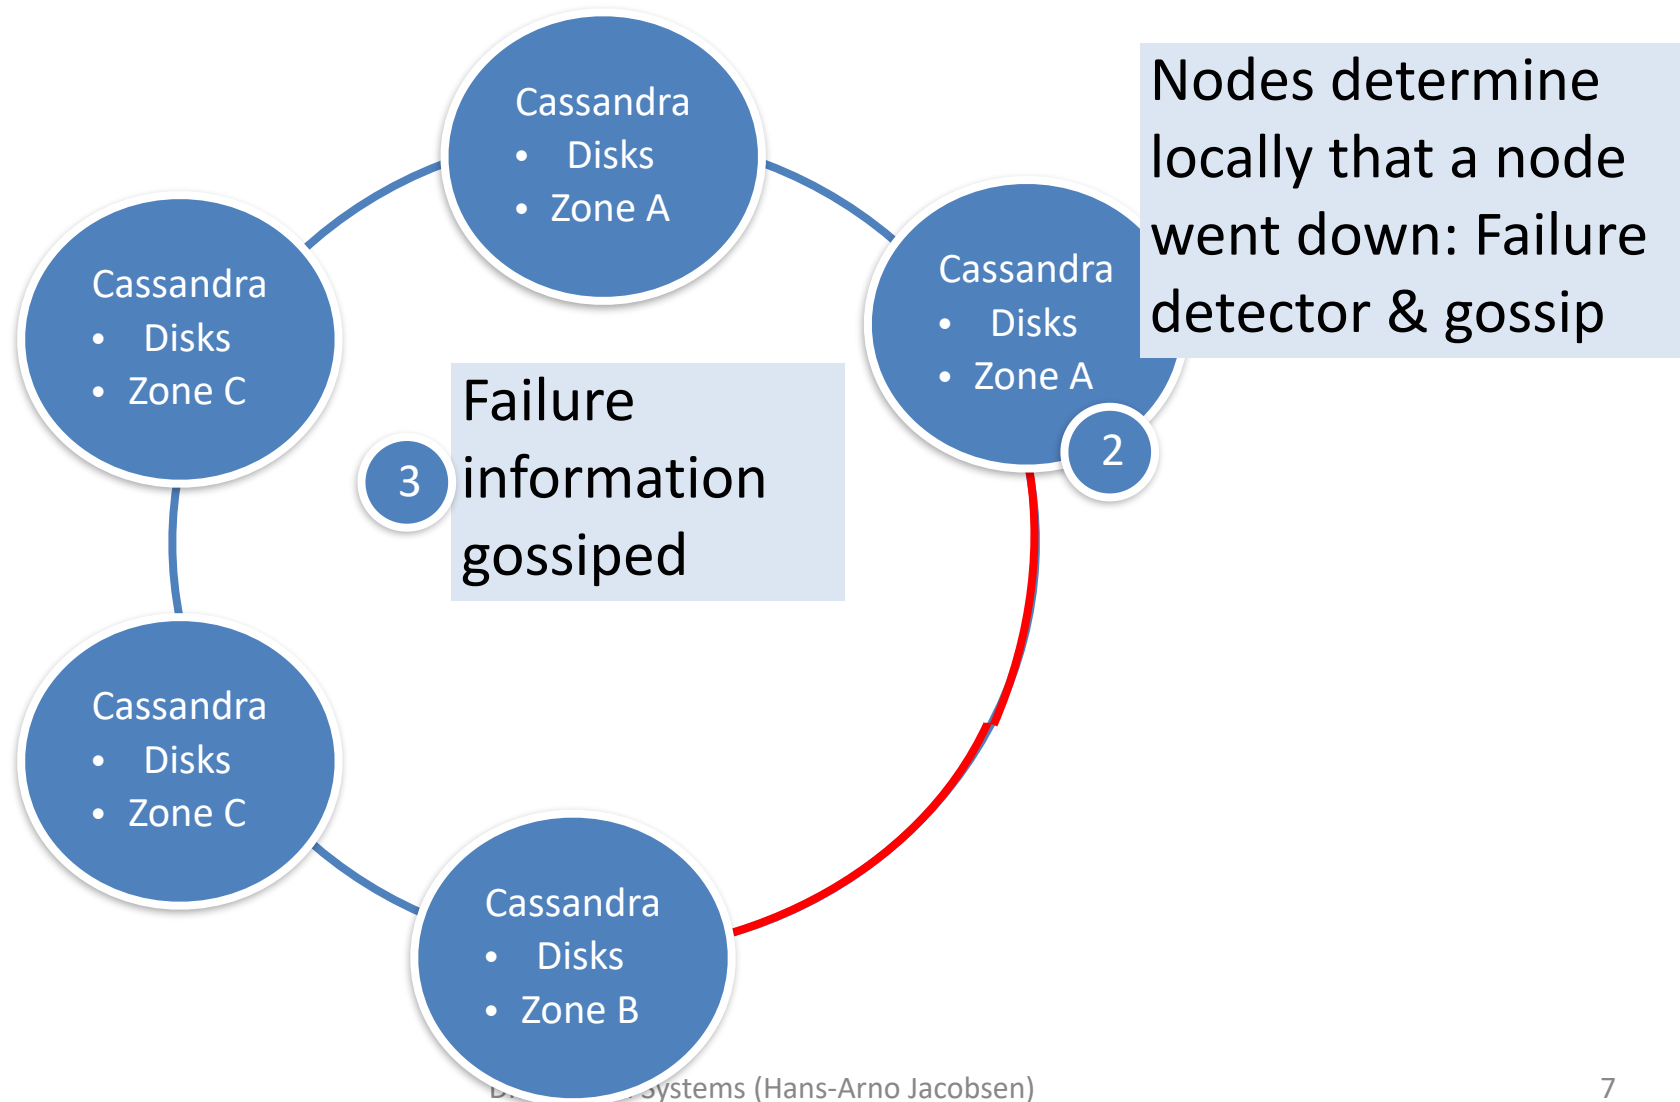 Cassandra
• Disks
• Zone A
Nodes determine
locally that a node
went down: Failure
detector & gossip
Cassandra
• Disks
• Zone A
2
Cassandra
• Disks
• Zone C
3
Failure
information
gossiped
Cassandra
• Disks
• Zone C
Cassandra
• Disks
• Zone B
Systems (Hans-Arno Jacobsen)
7